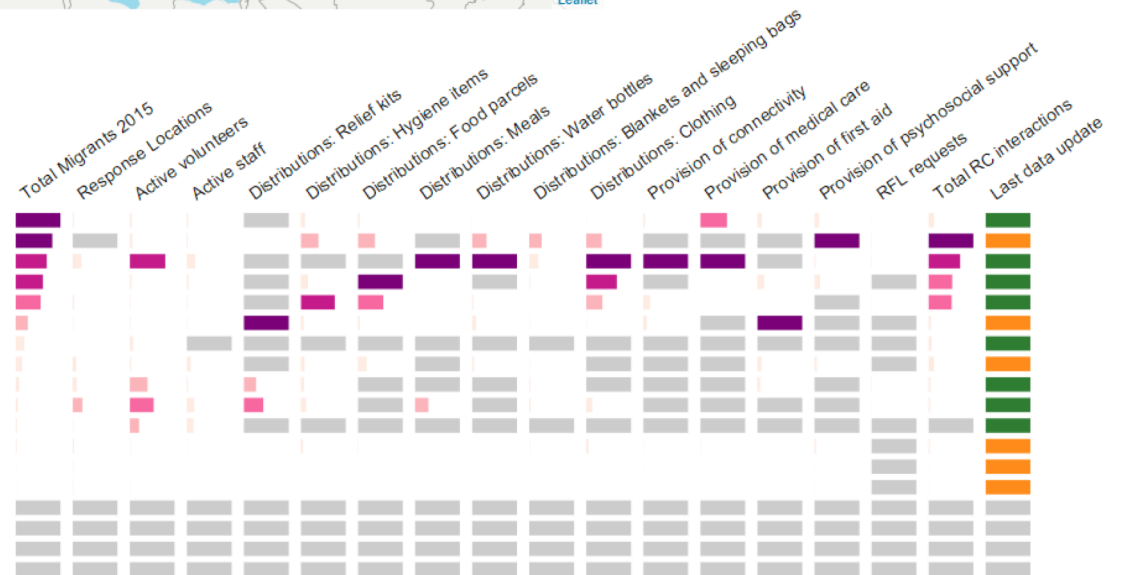 Leaflet
Total Migrants 2015
Response Locations
Active volunteers
Active staff
Distributions: Relief kits
Distributions: Hygiene items
Distributions: Food parcels
Distributions: Meals
Distributions: Water bottles
Distributions: Blankets and sleeping bags
Distributions: Clothing
Provision of connectivity
Provision of medical care
Provision of first aid
Provision of psychosocial support
RFL requests
Total RC interactions
Last data update